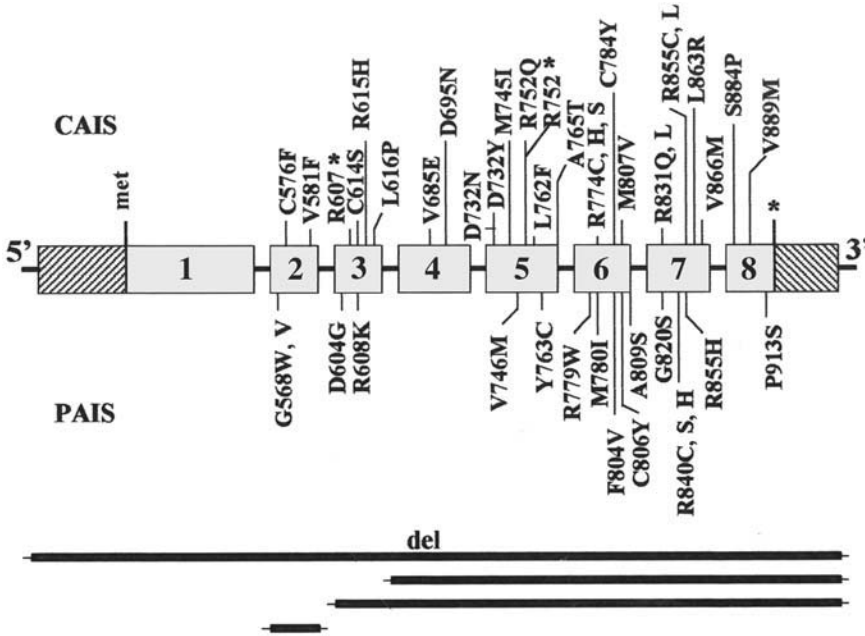 CAIS
met
C576F
V581F
R607 *
C614S
R615H
L616P
V685E
D695N
D732N
D732Y
M745I
R752Q
R752 *
L762F
A765T
R774C, H, S
C784Y
M807V
R831Q, L
R855C, L
L863R
V866M
S884P
V889M
*
5’ 1 2 3 4 5 6 7 8 3’
G568W, V
D604G
R608K
V746M
Y763C
R779W
M780I
F804V
C806Y
A809S
G820S
R840C, S, H
R855H
P913S
PAIS
del